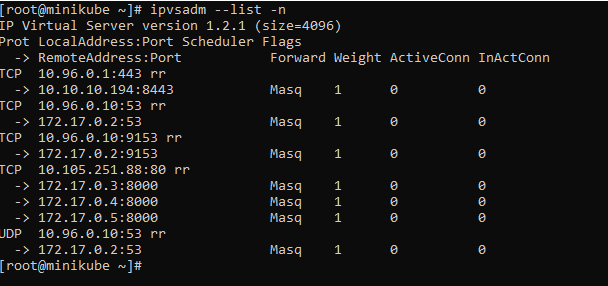 [root@minikube ~]# ipvsadm --list -n
IP Virtual Server version 1.2.1 (size=4096)
Prot LocalAddress:Port Scheduler Flags
  -> RemoteAddress:Port           Forward Weight ActiveConn InActConn
TCP  10.96.0.1:443 rr
  -> 10.10.10.194:8443            Masq    1      0          0
TCP  10.96.0.10:53 rr
  -> 172.17.0.2:53                Masq    1      0          0
TCP  10.96.0.10:9153 rr
  -> 172.17.0.2:9153              Masq    1      0          0
TCP  10.105.251.88:80 rr
  -> 172.17.0.3:8000              Masq    1      0          0
  -> 172.17.0.4:8000              Masq    1      0          0
  -> 172.17.0.5:8000              Masq    1      0          0
UDP  10.96.0.10:53 rr
  -> 172.17.0.2:53                Masq    1      0          0
[root@minikube ~]#